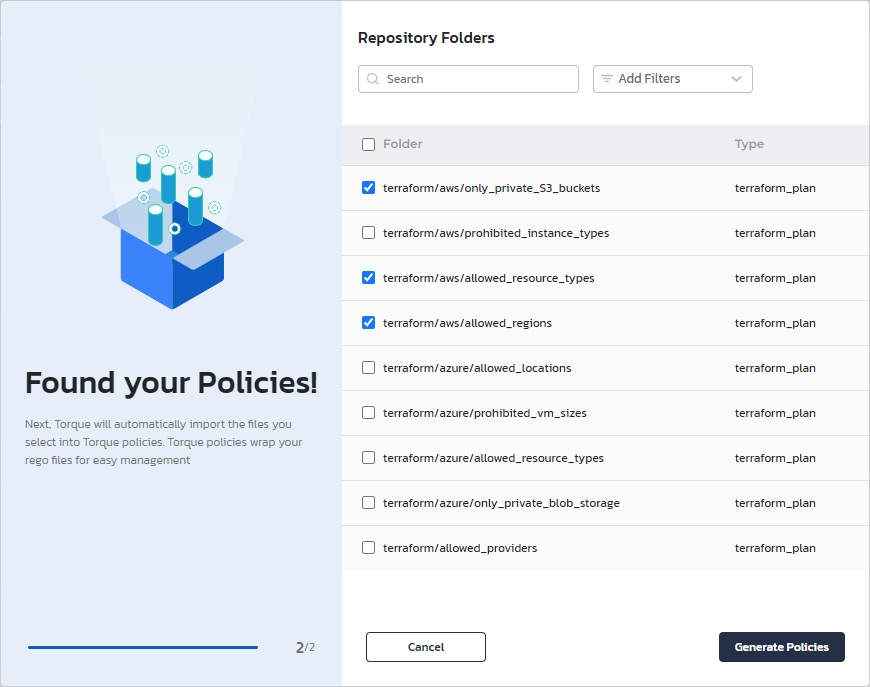 Found your Policies!
Next, Torque will automatically import the files you
select into Torque policies. Torque policies wrap your
rego files for easy management
2/2
Repository Folders
Search
Add Filters
Folder Type
terraform/aws/only_private_S3_buckets terraform_plan
terraform/aws/prohibited_instance_types terraform_plan
terraform/aws/allowed_resource_types terraform_plan
terraform/aws/allowed_regions terraform_plan
terraform/azure/allowed_locations terraform_plan
terraform/azure/prohibited_vm_sizes terraform_plan
terraform/azure/allowed_resource_types terraform_plan
terraform/azure/only_private_blob_storage terraform_plan
terraform/allowed_providers terraform_plan
Cancel
Generate Policies